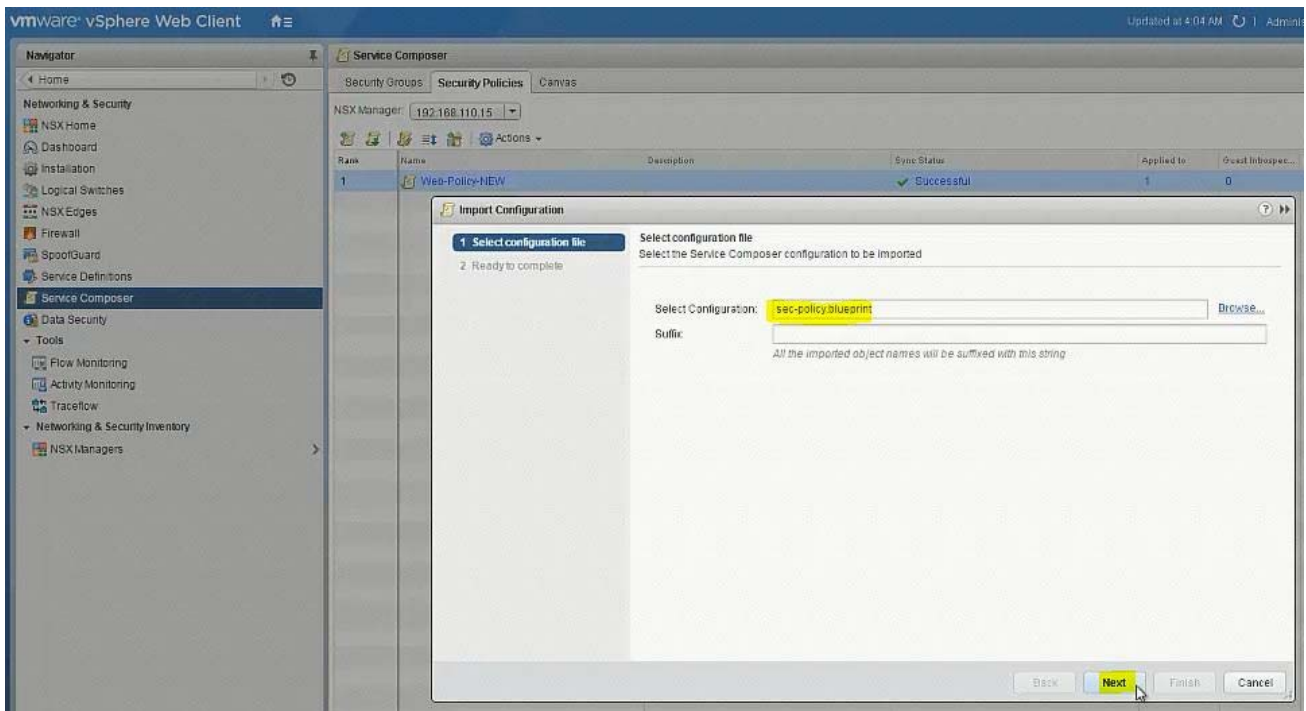 vmware® vSphere Web Client
Updated at 4:04 AM
Navigator
Home
Networking & Security
NSX Home
Dashboard
Installation
Logical Switches
NSX Edges
Firewall
SpoofGuard
Service Definitions
Service Composer
Data Security
Tools
Flow Monitoring
Activity Monitoring
Traceflow
Networking & Security Inventory
NSX Managers
Service Composer
Security Groups Security Policies Canvas
NSX Manager: 192.168.110.15
Actions
Rank Name Description Sync Status Applied to Guest Introspec...
1 Web-Policy-NEW Successful 1 0
Import Configuration
1 Select configuration file
2 Ready to complete
Select configuration file
Select the Service Composer configuration to be imported
Select Configuration: sec-policy.blueprint Browse...
Suffix:
All the imported object names will be suffixed with this string
Back Next Finish Cancel